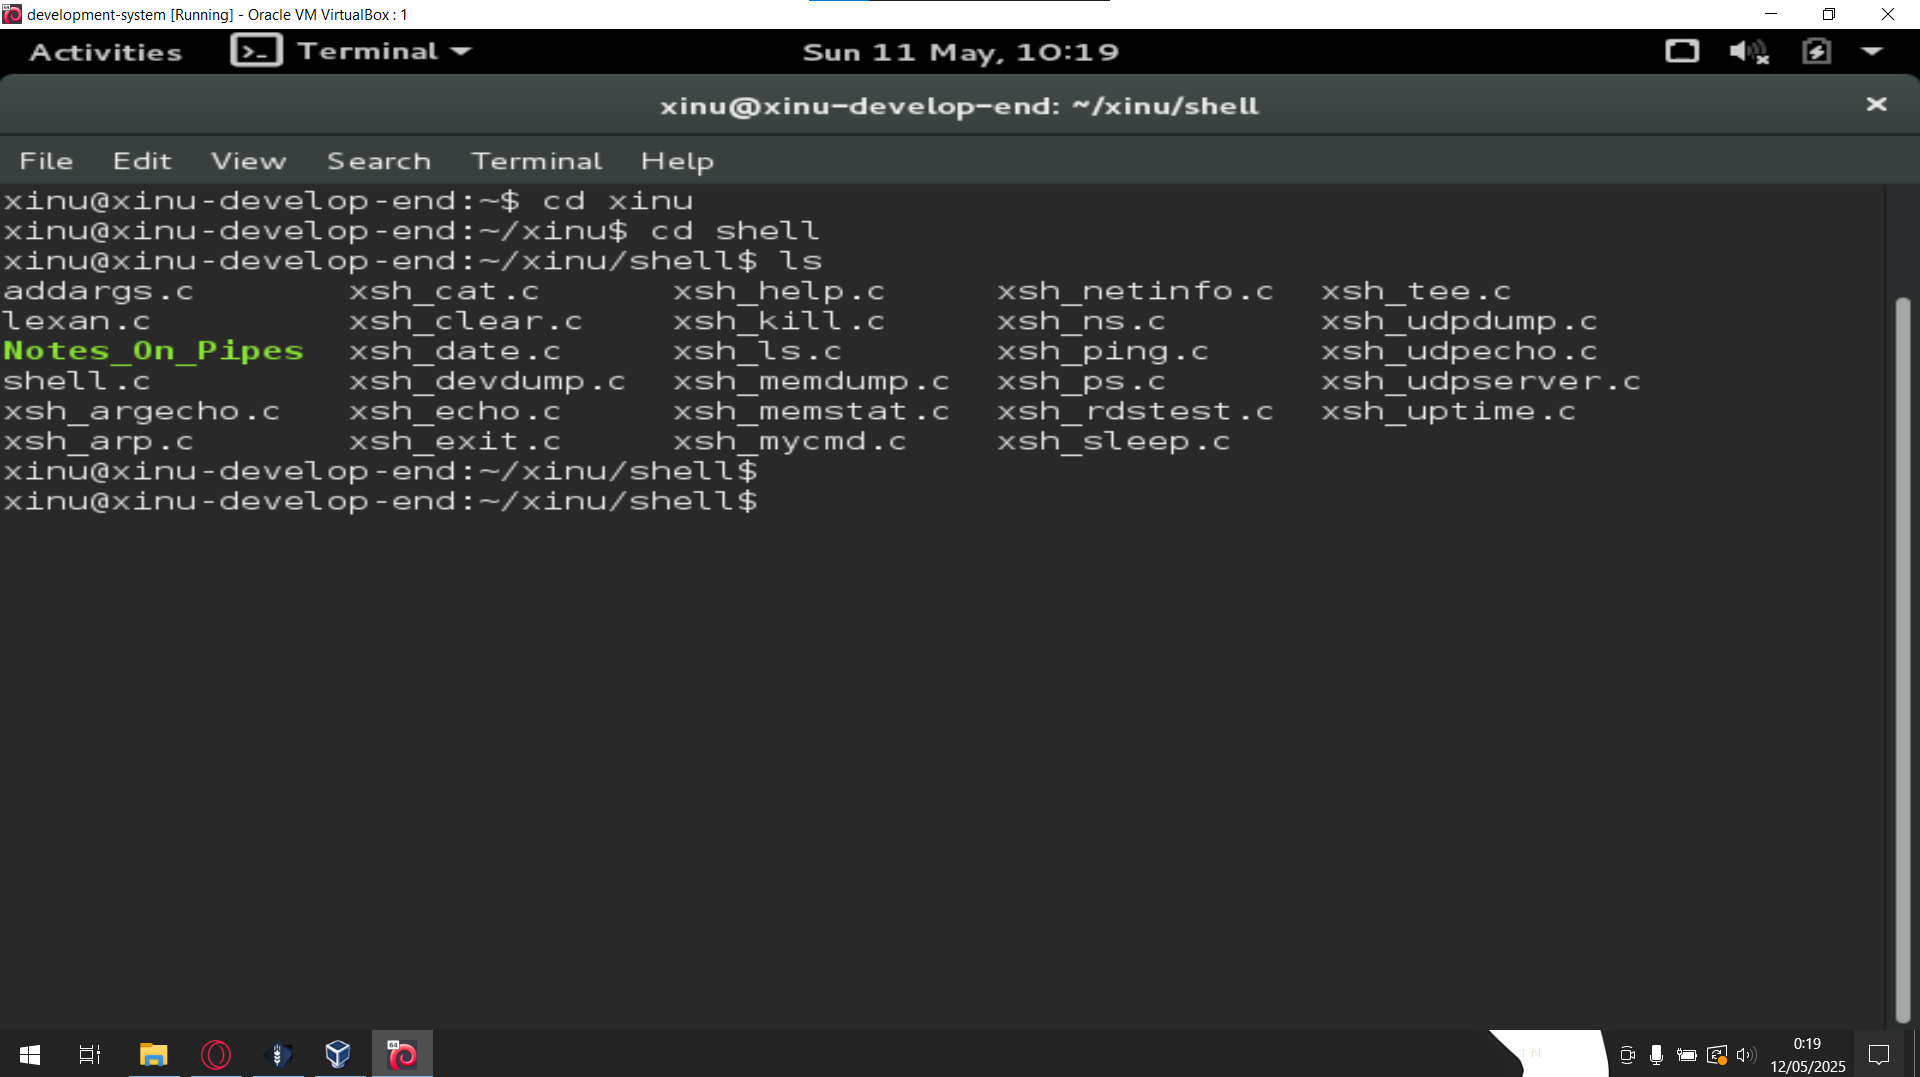 development-system [Running] - Oracle VM VirtualBox : 1
Activities Terminal Sun 11 May, 10:19
xinu@xinu-develop-end: ~/xinu/shell
File Edit View Search Terminal Help
xinu@xinu-develop-end:~$ cd xinu
xinu@xinu-develop-end:~/xinu$ cd shell
xinu@xinu-develop-end:~/xinu/shell$ ls
addargs.c xsh_cat.c xsh_help.c xsh_netinfo.c xsh_tee.c
lexan.c xsh_clear.c xsh_kill.c xsh_ns.c xsh_udpdump.c
Notes_On_Pipes xsh_date.c xsh_ls.c xsh_ping.c xsh_udpecho.c
shell.c xsh_devdump.c xsh_memdump.c xsh_ps.c xsh_udpserver.c
xsh_argecho.c xsh_echo.c xsh_memstat.c xsh_rdstest.c xsh_uptime.c
xsh_arp.c xsh_exit.c xsh_mycmd.c xsh_sleep.c
xinu@xinu-develop-end:~/xinu/shell$
xinu@xinu-develop-end:~/xinu/shell$
64
0:19
12/05/2025